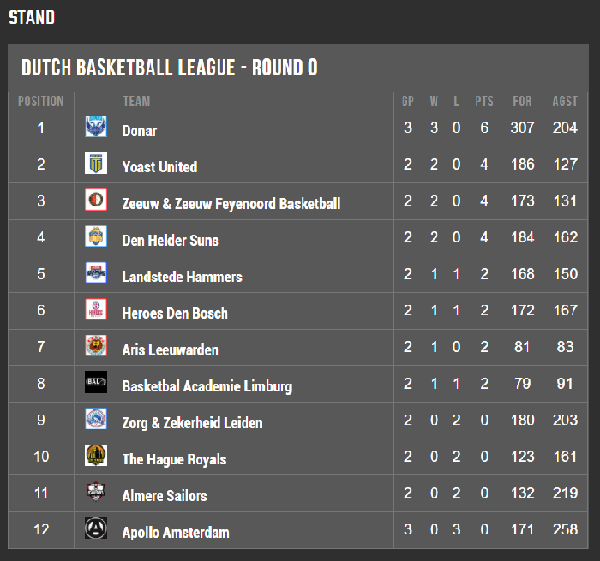 STAND
DUTCH BASKETBALL LEAGUE - ROUND 0
POSITION TEAM GP W L PTS FOR AGST
1 Donar 3 3 0 6 307 204
2 Yoast United 2 2 0 4 186 127
3 Zeeuw & Zeeuw Feyenoord Basketball 2 2 0 4 173 131
4 Den Helder Suns 2 2 0 4 184 162
5 Landstede Hammers 2 1 1 2 168 150
6 Heroes Den Bosch 2 1 1 2 172 167
7 Aris Leeuwarden 2 1 0 2 81 83
8 Basketbal Academie Limburg 2 1 1 2 79 91
9 Zorg & Zekerheid Leiden 2 0 2 0 180 203
10 The Hague Royals 2 0 2 0 123 161
11 Almere Sailors 2 0 2 0 132 219
12 Apollo Amsterdam 3 0 3 0 171 258